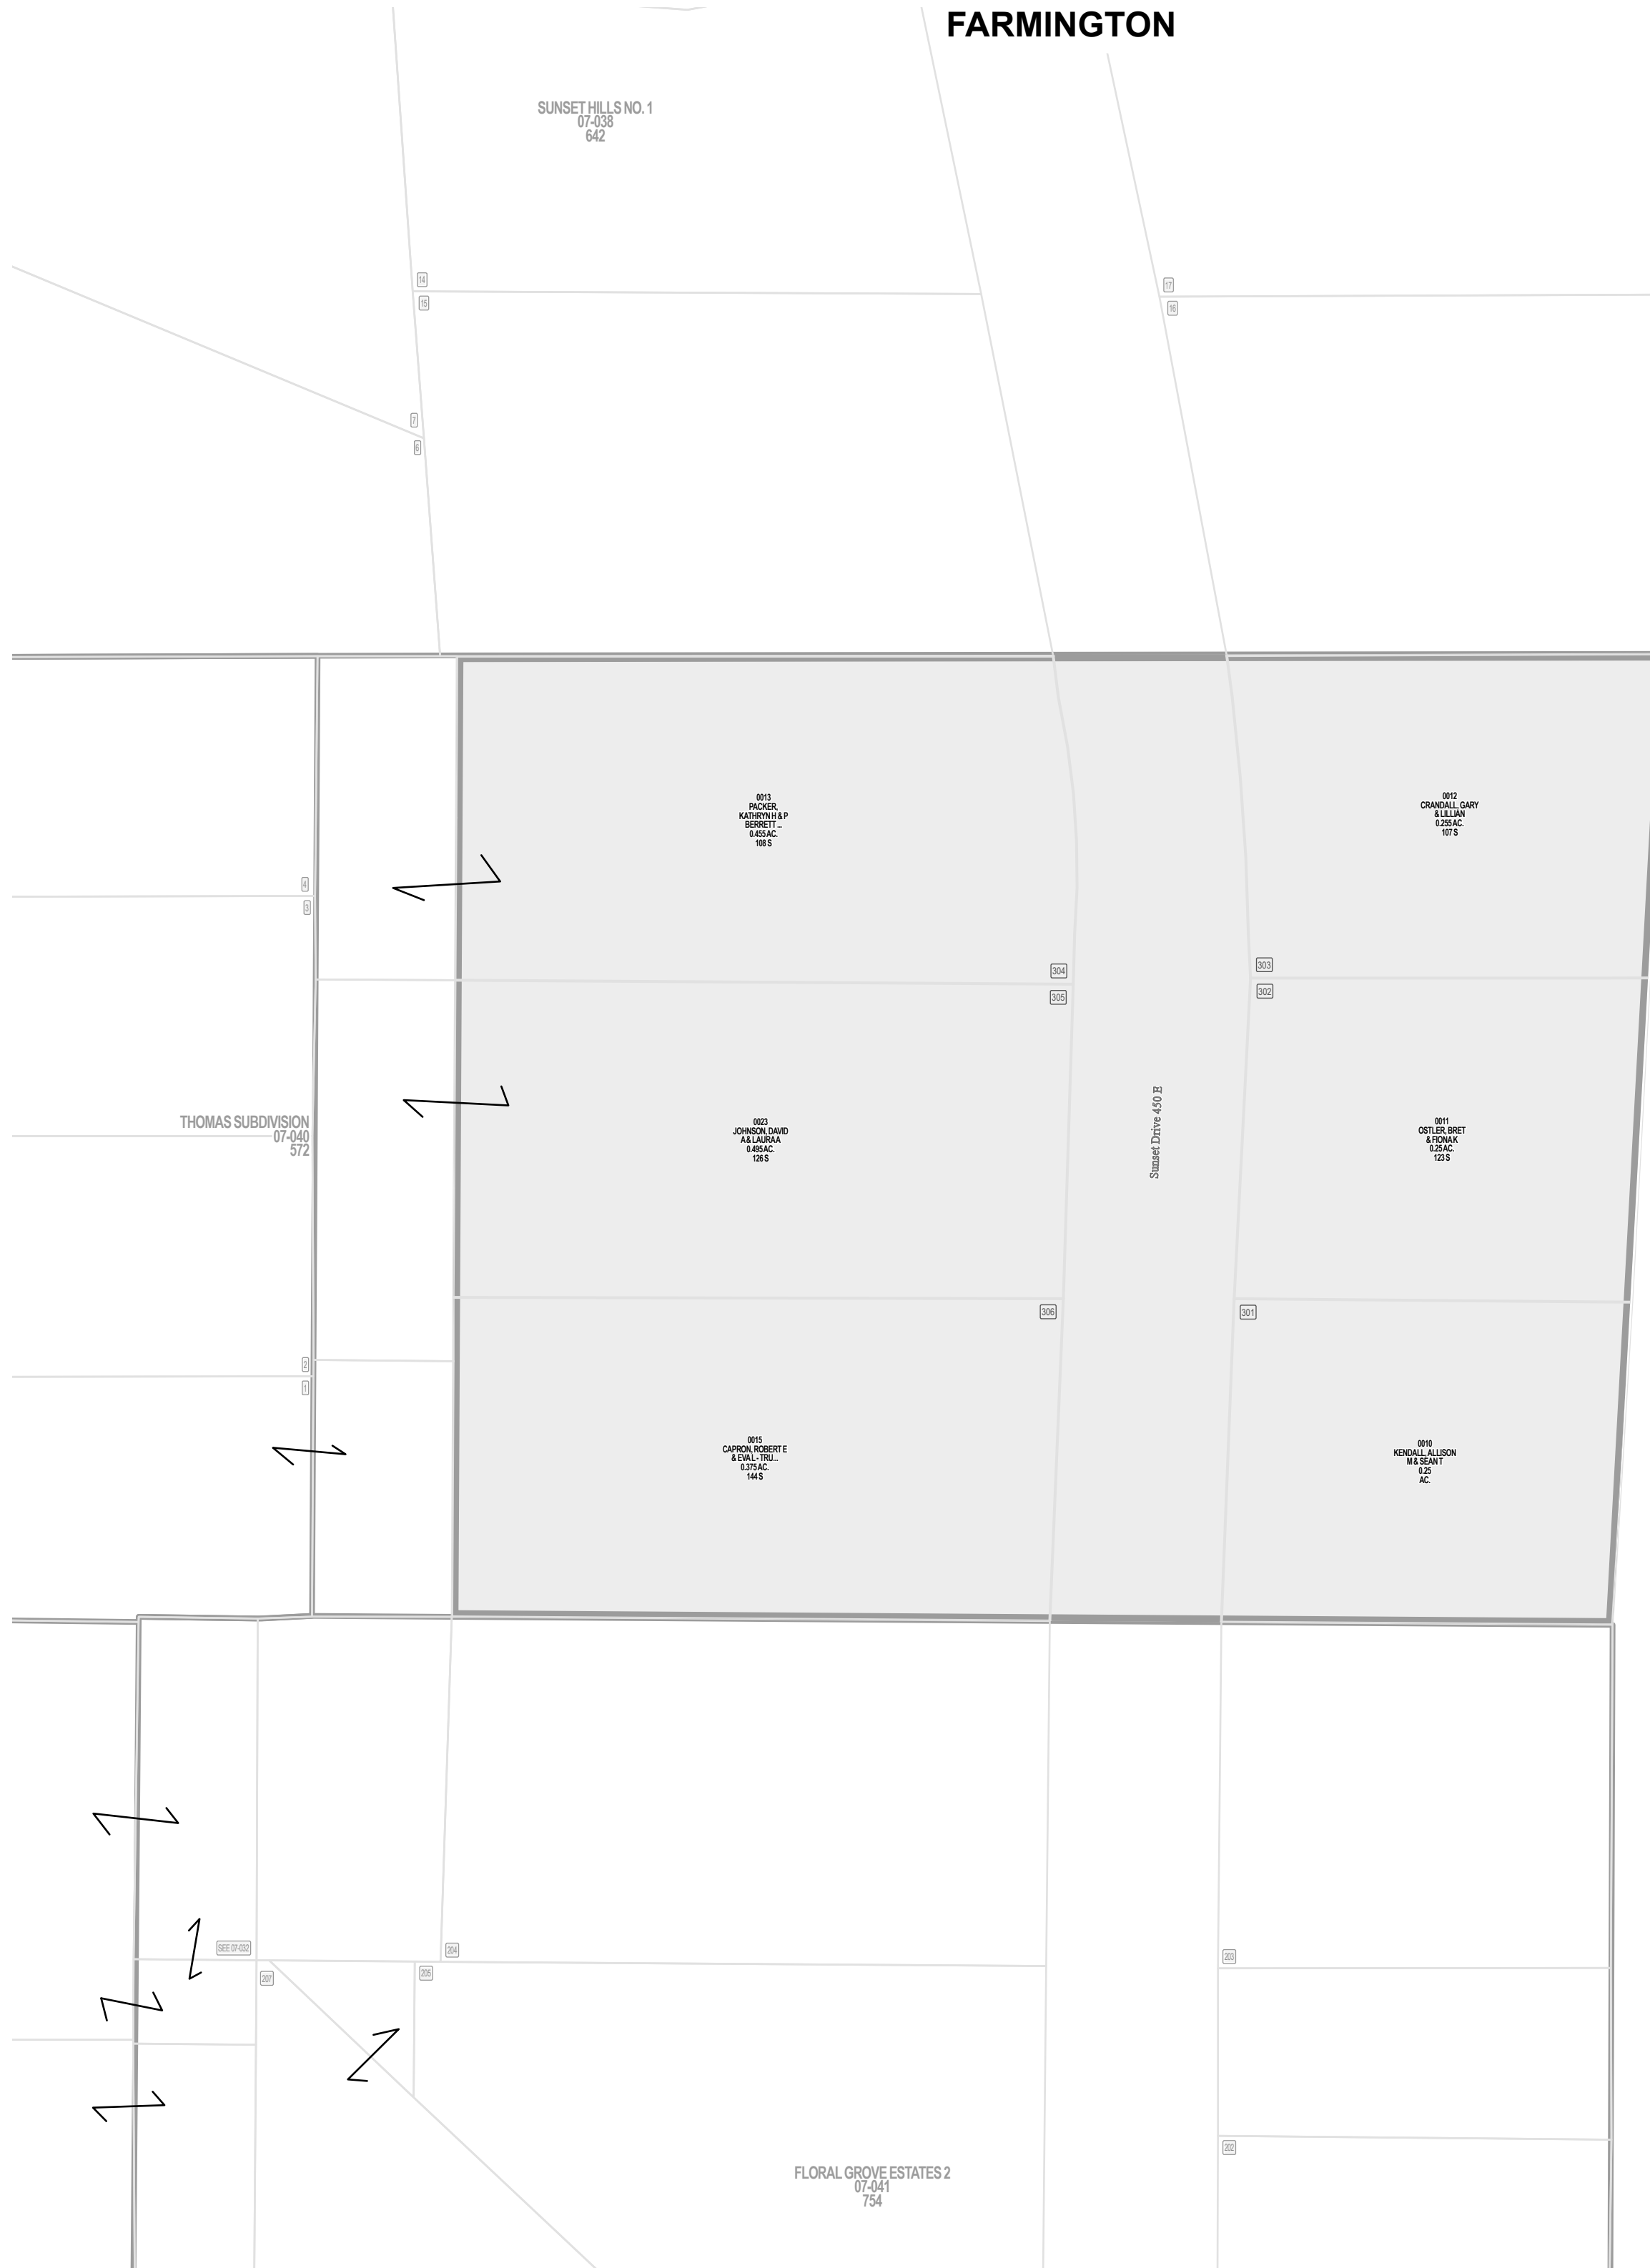 FARMINGTON
SUNSET HILLS NO. 1
07-038
642
14
15
17
16
7
6
0013
PACKER,
KATHRYN H & P
BERRETT ...
0.455 AC.
108 S
0012
CRANDALL, GARY
& LILLIAN
0.255 AC.
107 S
4
3
304
305
303
302
THOMAS SUBDIVISION
07-040
572
0023
JOHNSON, DAVID
A & LAURA A
0.495 AC.
126 S
Sunset Drive 450 E
0011
OSTLER, BRET
& FIONA K
0.25 AC.
123 S
306
301
2
1
0015
CAPRON, ROBERT E
& EVA L - TRU...
0.375 AC.
144 S
0010
KENDALL, ALLISON
M & SEAN T
0.25
AC.
SEE 07-032
204
203
207
205
202
FLORAL GROVE ESTATES 2
07-041
754